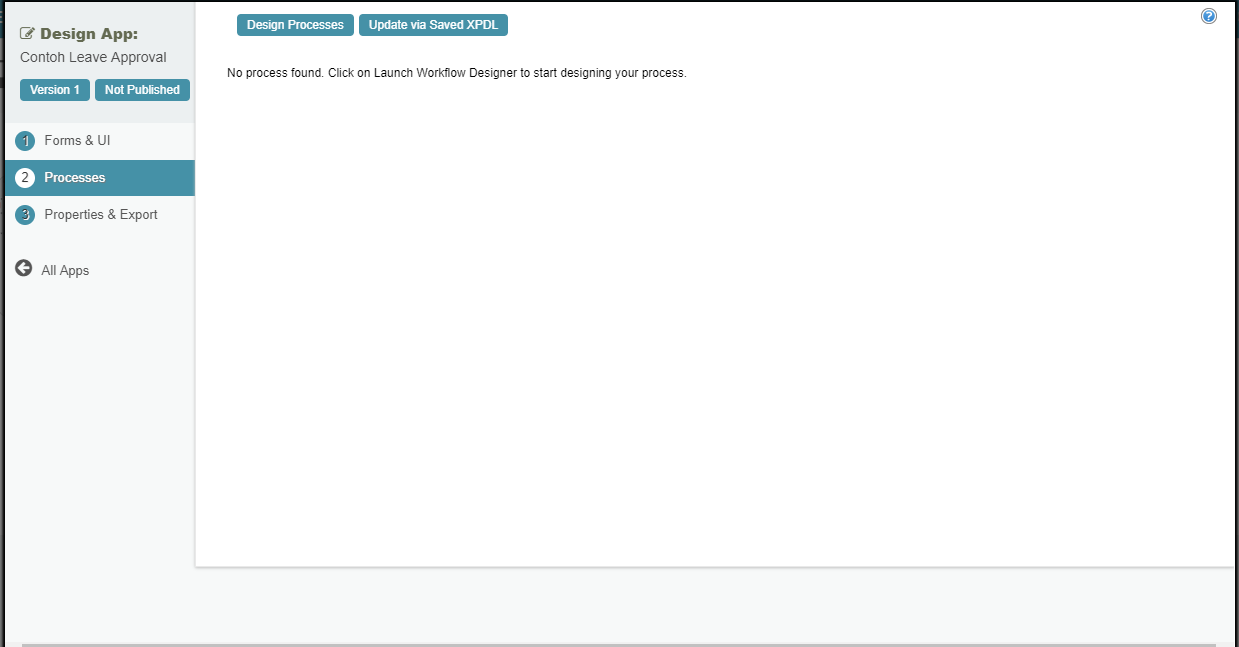 Design App:
Contoh Leave Approval
Version 1 Not Published
1 Forms & UI
2 Processes
3 Properties & Export
All Apps
Design Processes Update via Saved XPDL
?
No process found. Click on Launch Workflow Designer to start designing your process.